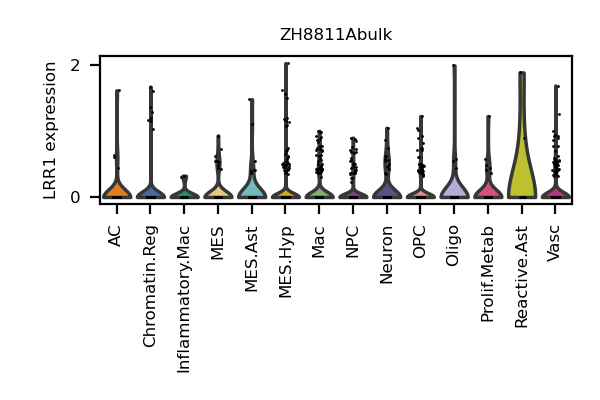 ZH8811Abulk
LRR1 expression
2
0
AC
Chromatin.Reg
Inflammatory.Mac
MES
MES.Ast
MES.Hyp
Mac
NPC
Neuron
OPC
Oligo
Prolif.Metab
Reactive.Ast
Vasc